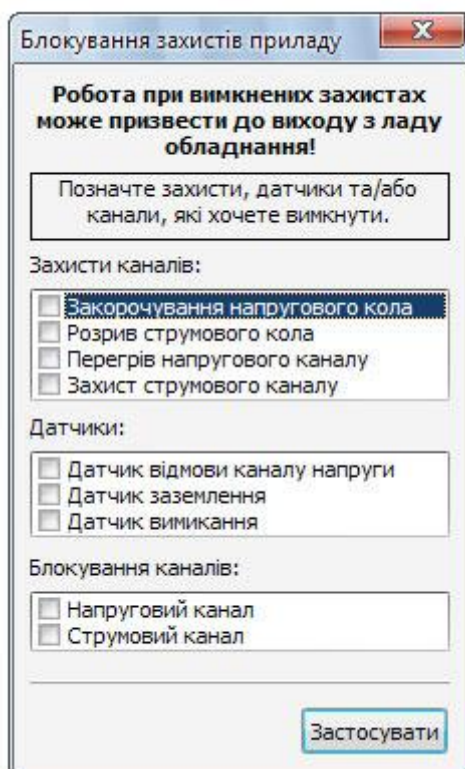 Блокування захистів приладу
Робота при вимкнених захистах
може призвести до виходу з ладу
обладнання!
Позначте захисти, датчики та/або
канали, які хочете вимкнути.
Захисти каналів:
Закорочування напругового кола
Розрив струмового кола
Перегрів напругового каналу
Захист струмового каналу
Датчики:
Датчик відмови каналу напруги
Датчик заземлення
Датчик вимикання
Блокування каналів:
Напруговий канал
Струмовий канал
Застосувати